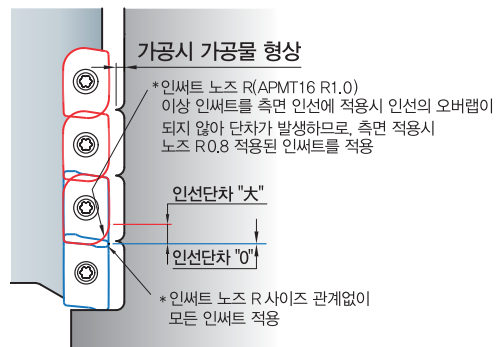 가공시 가공물 형상
*인써트 노즈 R(APMT16 R1.0)
이상 인써트를 측면 인선에 적용시 인선의 오버랩이
되지 않아 단차가 발생하므로, 측면 적용시
노즈 R0.8 적용된 인써트를 적용
인선단차 "大"
인선단차 "0"
*인써트 노즈 R 사이즈 관계없이
모든 인써트 적용